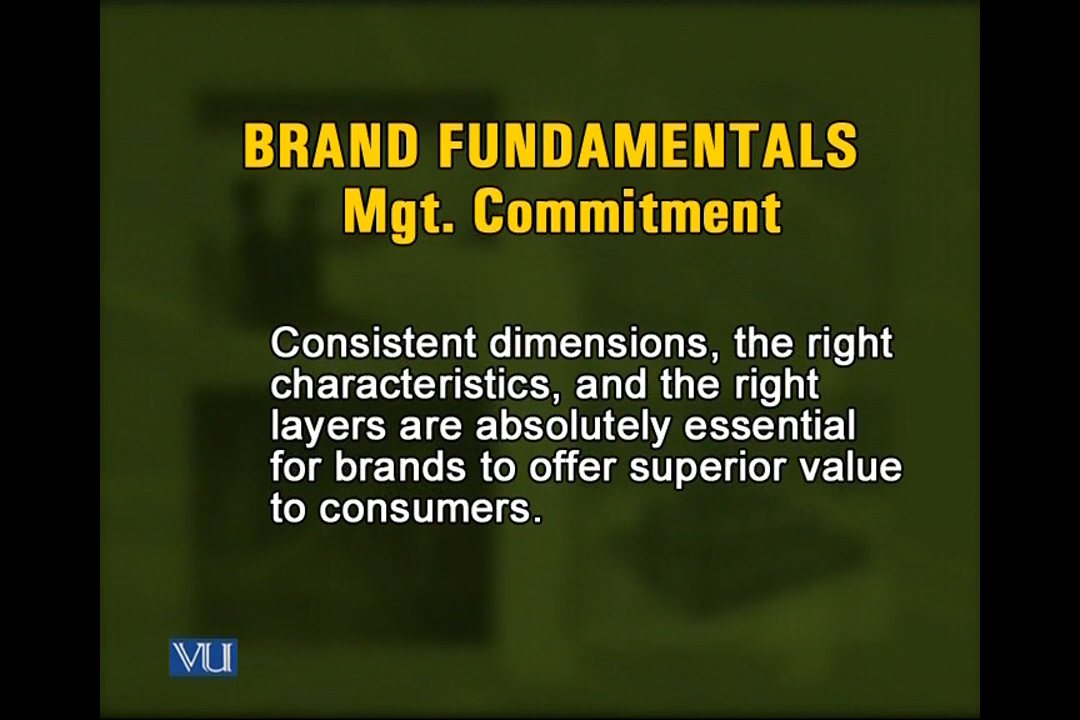 BRAND FUNDAMENTALS
Mgt. Commitment
Consistent dimensions, the right
characteristics, and the right
layers are absolutely essential
for brands to offer superior value
to consumers.
VU